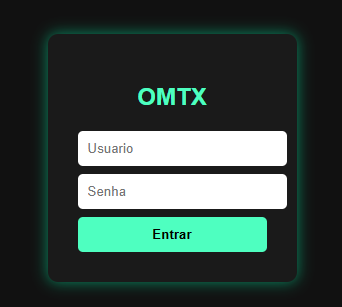 OMTX
Usuario
Senha
Entrar